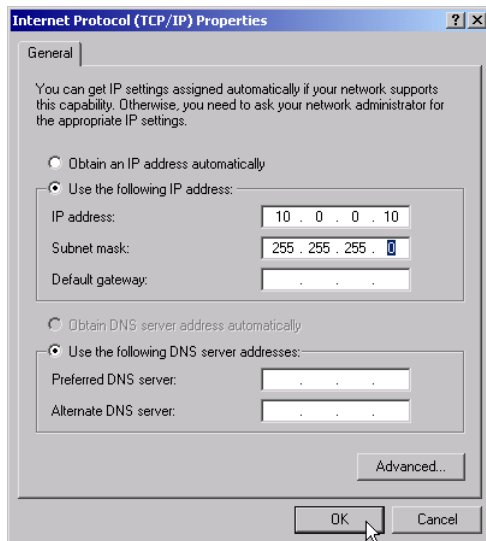 Internet Protocol (TCP/IP) Properties ? X
General
You can get IP settings assigned automatically if your network supports
this capability. Otherwise, you need to ask your network administrator for
the appropriate IP settings.
Obtain an IP address automatically
Use the following IP address:
IP address: 10 . 0 . 0 . 10
Subnet mask: 255 . 255 . 255 . 0
Default gateway: . . .
Obtain DNS server address automatically
Use the following DNS server addresses:
Preferred DNS server: . . .
Alternate DNS server: . . .
Advanced...
OK Cancel